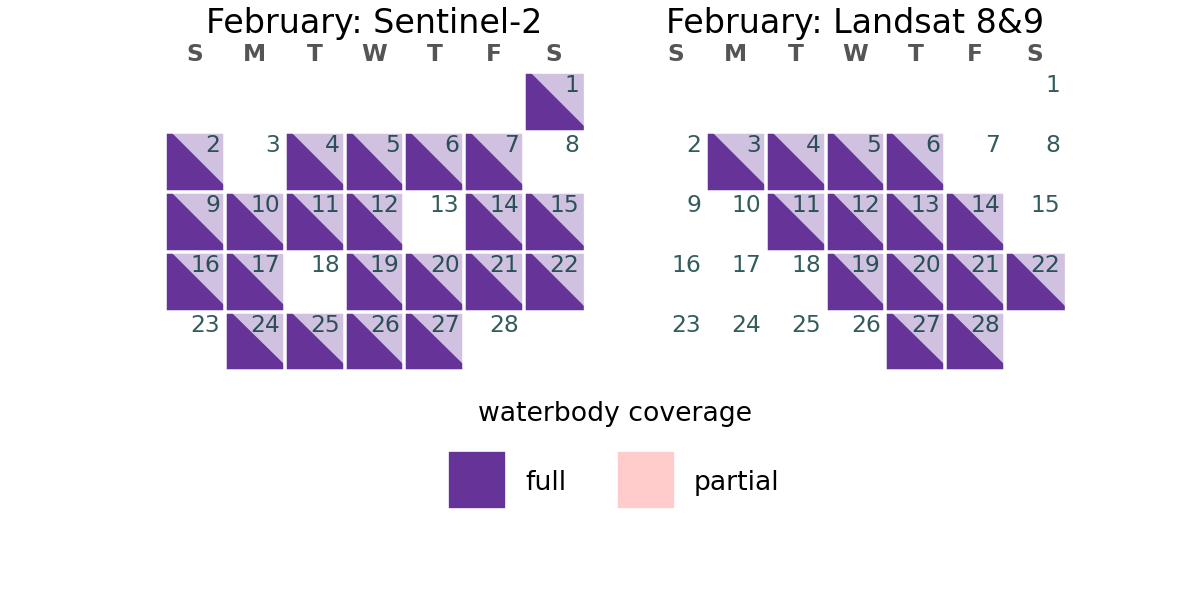 February: Sentinel-2
S M T W T F S
1
2 3 4 5 6 7 8
9 10 11 12 13 14 15
16 17 18 19 20 21 22
23 24 25 26 27 28
February: Landsat 8&9
S M T W T F S
1
2 3 4 5 6 7 8
9 10 11 12 13 14 15
16 17 18 19 20 21 22
23 24 25 26 27 28
waterbody coverage
full partial